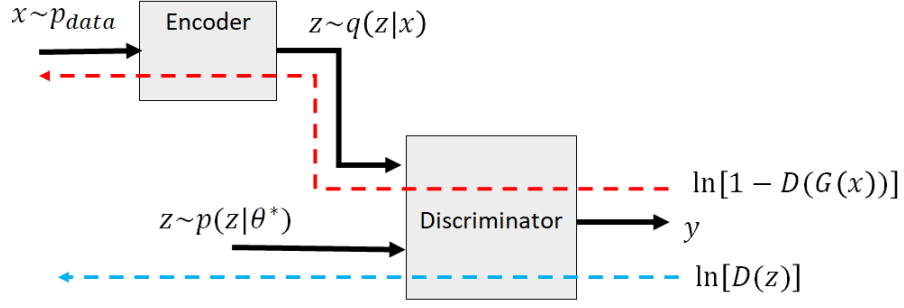 x~p_data
Encoder
z~q(z|x)
ln[1 − D(G(x))]
z~p(z|θ*)
Discriminator
y
ln[D(z)]